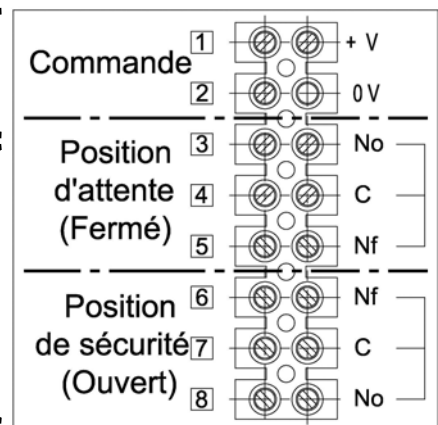 Commande
1 + V
2 0 V
Position
d'attente
(Fermé)
3 No
4 C
5 Nf
Position
de sécurité
(Ouvert)
6 Nf
7 C
8 No